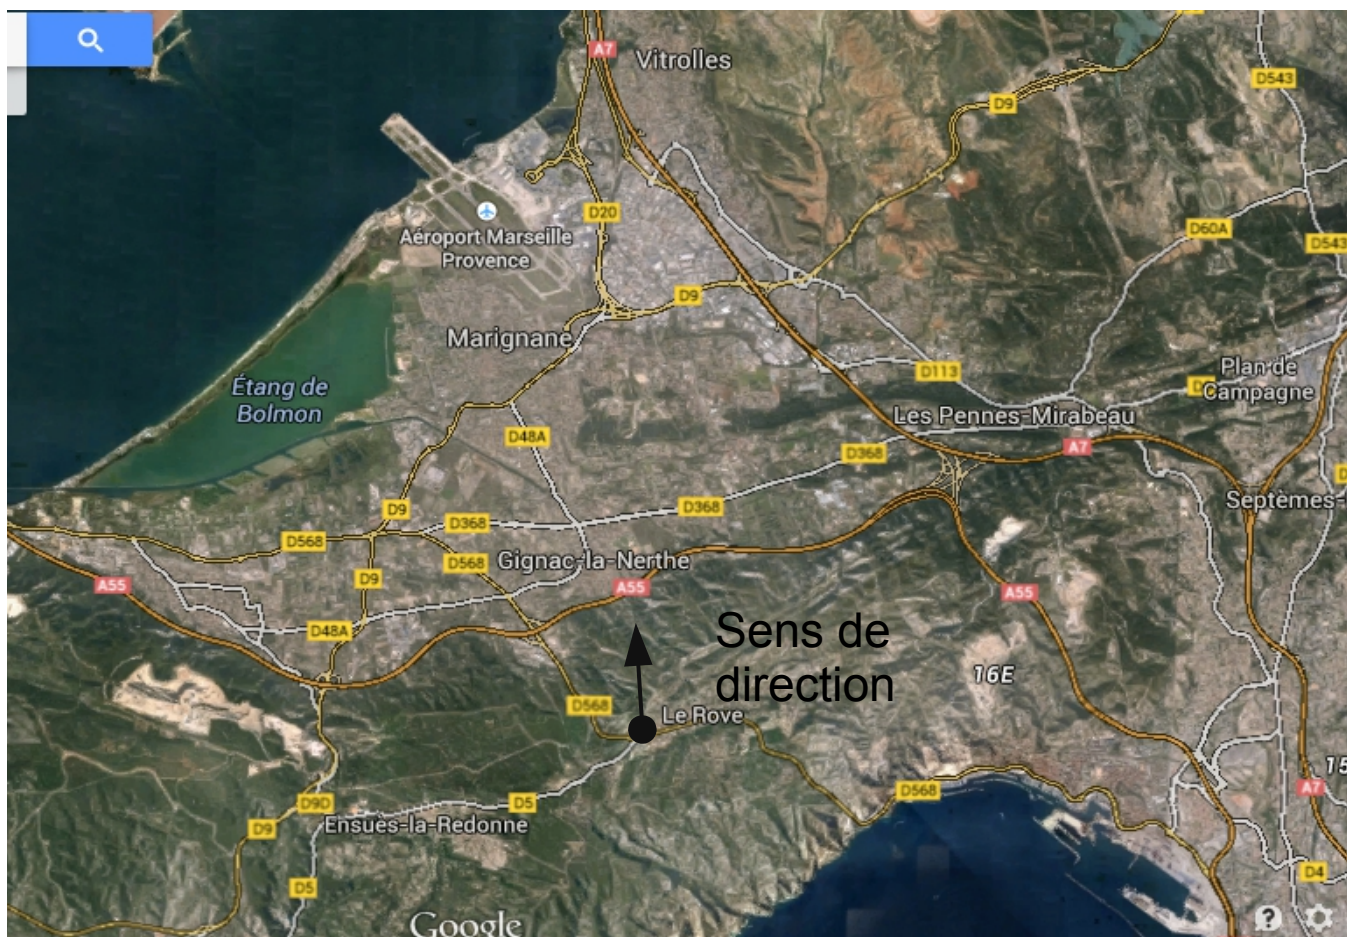 A7
Vitrolles
D543
D9
D20
D60A
D543
Aéroport Marseille
Provence
D9
Marignane
Étang de
Bolmon
D113
Plan de
Campagne
Les Pennes-Mirabeau
D48A
A7
D368
D9
D368
D368
Septèmes-
D568
D568
Gignac-la-Nerthe
A55
D9
A55
A55
D48A
Sens de
direction
16E
D568
Le Rove
15
A7
D568
D9D
D5
Ensuès-la-Redonne
D9
D5
D4
Google
?